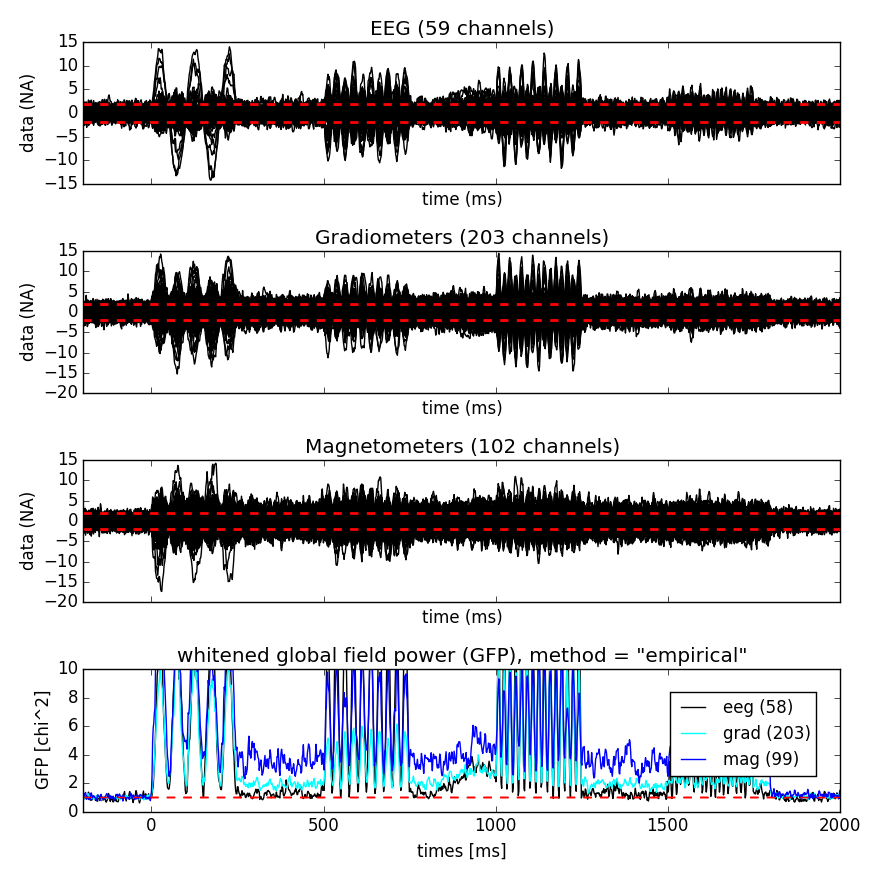 EEG (59 channels)
15
10
5
0
−5
−10
−15
data (NA)
time (ms)
Gradiometers (203 channels)
15
10
5
0
−5
−10
−15
−20
data (NA)
time (ms)
Magnetometers (102 channels)
15
10
5
0
−5
−10
−15
−20
data (NA)
time (ms)
whitened global field power (GFP), method = "empirical"
10
8
6
4
2
0
GFP [chi^2]
eeg (58)
grad (203)
mag (99)
0
500
1000
1500
2000
times [ms]